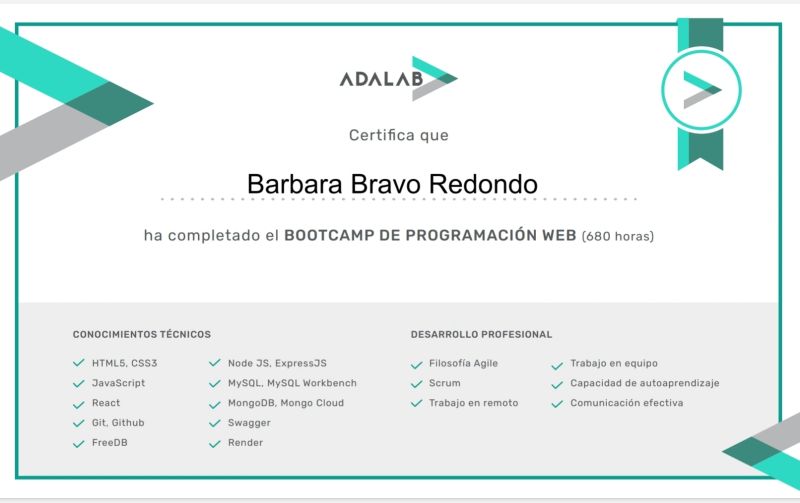 ADALAB
Certifica que
Barbara Bravo Redondo
ha completado el BOOTCAMP DE PROGRAMACIÓN WEB (680 horas)
CONOCIMIENTOS TÉCNICOS
HTML5, CSS3
JavaScript
React
Git, Github
FreeDB
Node JS, ExpressJS
MySQL, MySQL Workbench
MongoDB, Mongo Cloud
Swagger
Render
DESARROLLO PROFESIONAL
Filosofía Agile
Scrum
Trabajo en remoto
Trabajo en equipo
Capacidad de autoaprendizaje
Comunicación efectiva